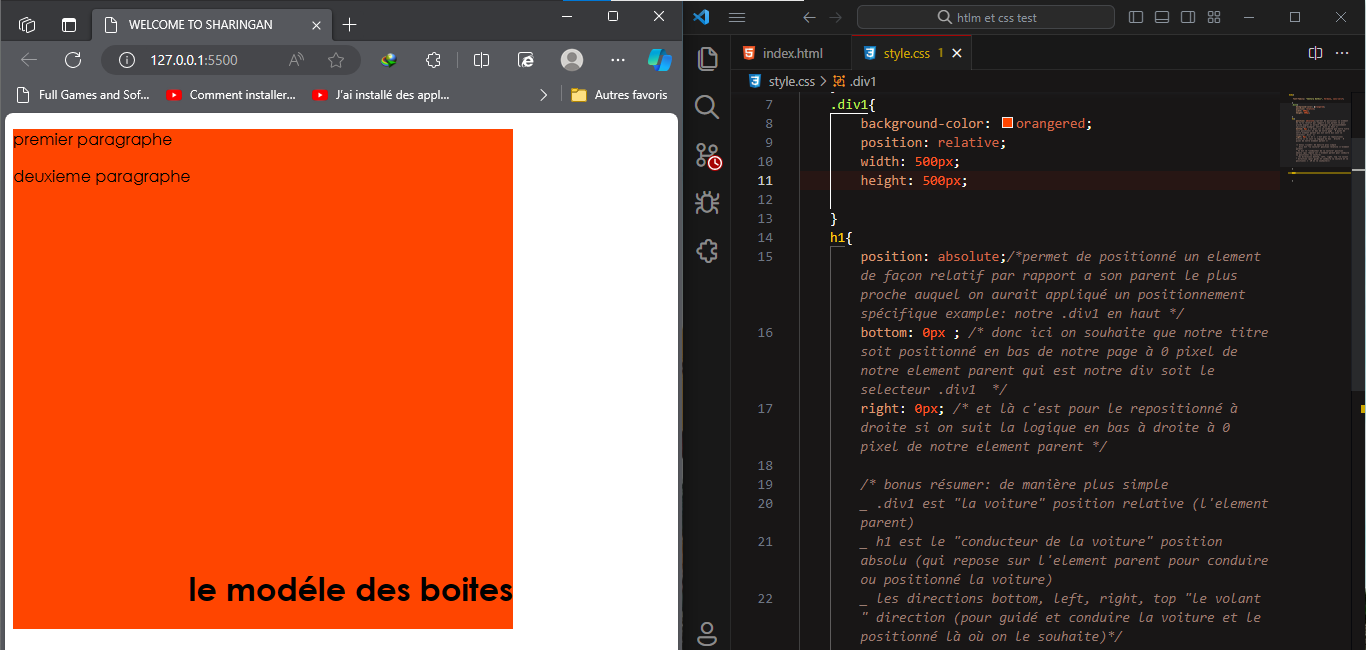 WELCOME TO SHARINGAN
127.0.0.1:5500
Full Games and Sof...
Comment installer...
J'ai installé des appl...
Autres favoris
premier paragraphe
deuxieme paragraphe
le modéle des boites
htlm et css test
index.html
style.css 1
style.css > .div1
7 .div1{
8 background-color: orangered;
9 position: relative;
10 width: 500px;
11 height: 500px;
12
13 }
14 h1{
15 position: absolute;/*permet de positionné un element
de façon relatif par rapport a son parent le plus
proche auquel on aurait appliqué un positionnement
spécifique example: notre .div1 en haut */
16 bottom: 0px ; /* donc ici on souhaite que notre titre
soit positionné en bas de notre page à 0 pixel de
notre element parent qui est notre div soit le
selecteur .div1  */
17 right: 0px; /* et là c'est pour le repositionné à
droite si on suit la logique en bas à droite à 0
pixel de notre element parent */
18
19 /* bonus résumer: de manière plus simple
20 _ .div1 est "la voiture" position relative (l'element
parent)
21 _ h1 est le "conducteur de la voiture" position
absolu (qui repose sur l'element parent pour conduire
ou positionné la voiture)
22 _ les directions bottom, left, right, top "le volant
" direction (pour guidé et conduire la voiture et le
positionné là où on le souhaite)*/